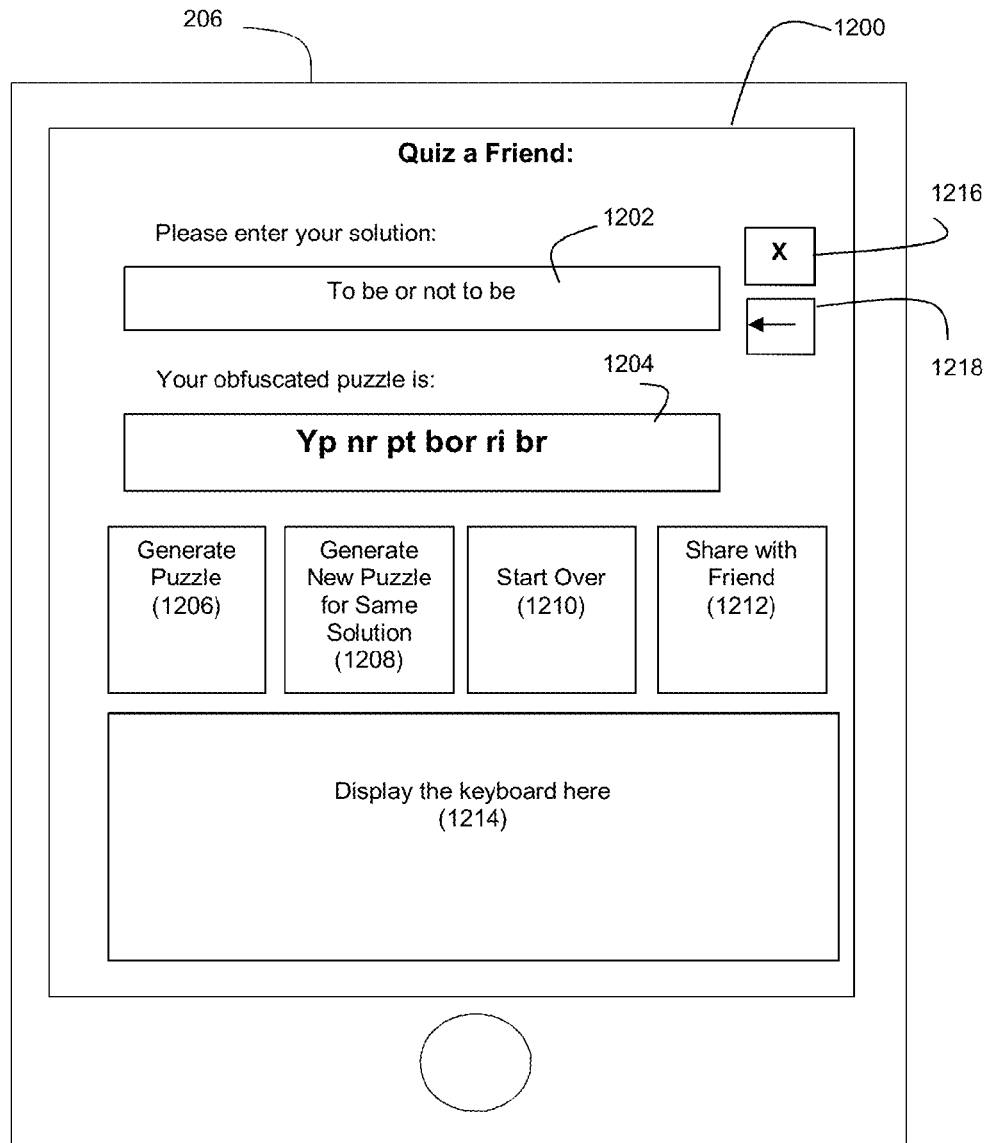 206
1200
Quiz a Friend:
1216
1202
Please enter your solution:
X
To be or not to be
1218
1204
Your obfuscated puzzle is:
Yp nr pt bor ri br
Generate
Puzzle
(1206)
Generate
New Puzzle
for Same
Solution
(1208)
Start Over
(1210)
Share with
Friend
(1212)
Display the keyboard here
(1214)